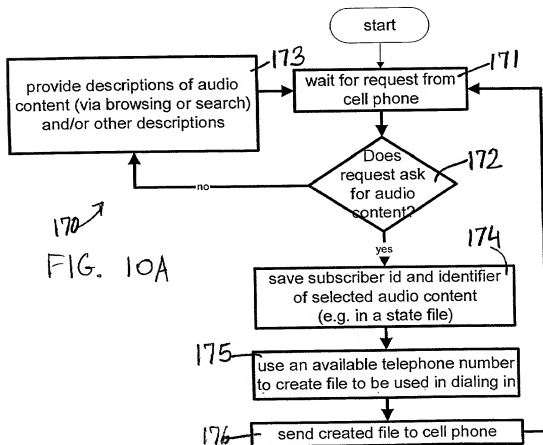 start
173
provide descriptions of audio
content (via browsing or search)
and/or other descriptions
171
wait for request from
cell phone
Does
request ask
for audio
content?
172
no
170
FIG. 10A
yes
174
save subscriber id and identifier
of selected audio content
(e.g. in a state file)
175
use an available telephone number
to create file to be used in dialing in
176
send created file to cell phone